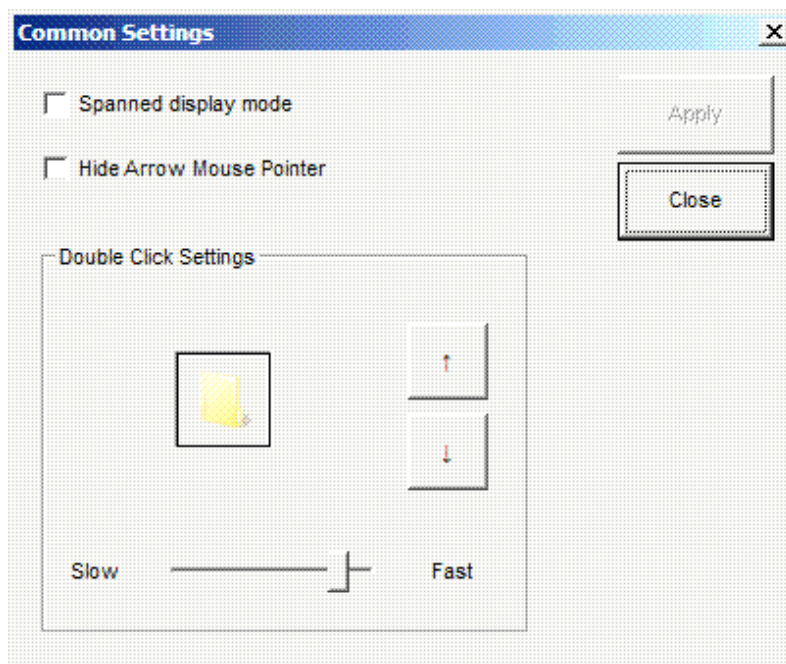 Common Settings
Spanned display mode
Apply
Hide Arrow Mouse Pointer
Close
Double Click Settings
↑
↓
Slow
Fast